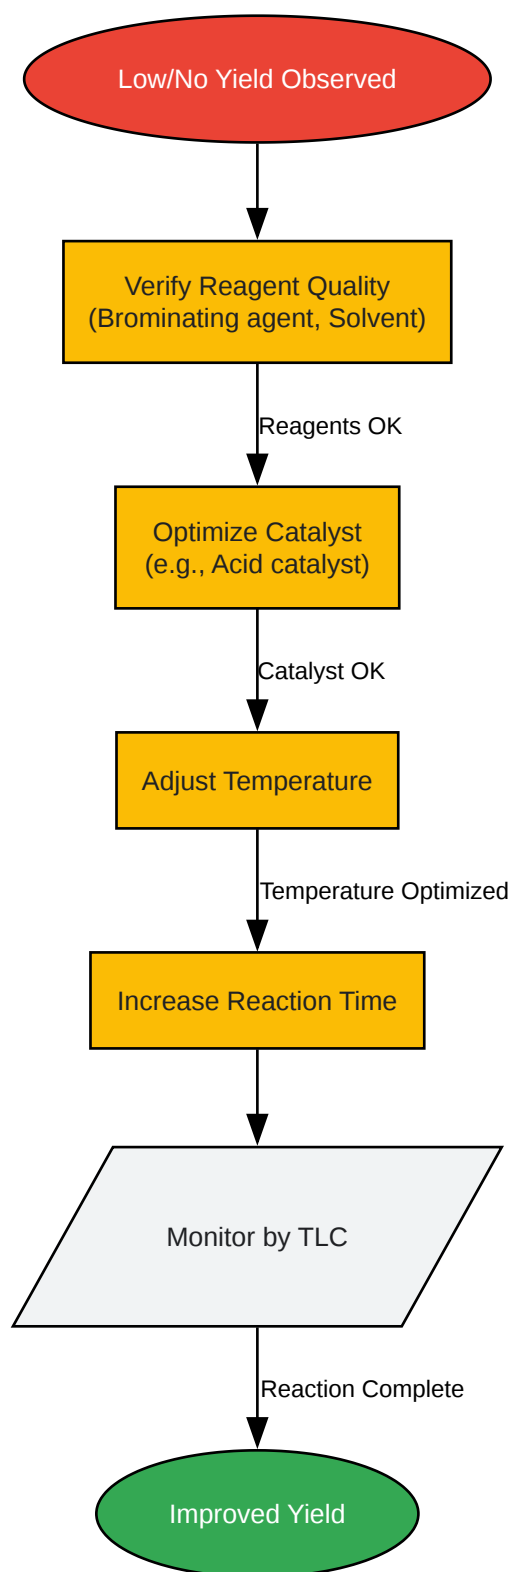 Low/No Yield Observed
Verify Reagent Quality
(Brominating agent, Solvent)
Reagents OK
Optimize Catalyst
(e.g., Acid catalyst)
Catalyst OK
Adjust Temperature
Temperature Optimized
Increase Reaction Time
Monitor by TLC
Reaction Complete
Improved Yield